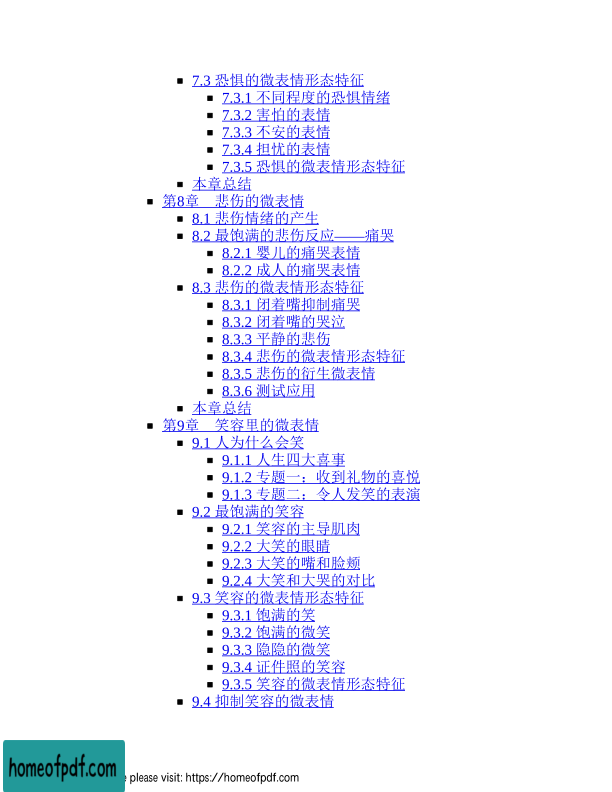 7.3 恐惧的微表情形态特征
7.3.1 不同程度的恐惧情绪
7.3.2 害怕的表情
7.3.3 不安的表情
7.3.4 担忧的表情
7.3.5 恐惧的微表情形态特征
本章总结
第8章　悲伤的微表情
8.1 悲伤情绪的产生
8.2 最饱满的悲伤反应——痛哭
8.2.1 婴儿的痛哭表情
8.2.2 成人的痛哭表情
8.3 悲伤的微表情形态特征
8.3.1 闭着嘴抑制痛哭
8.3.2 闭着嘴的哭泣
8.3.3 平静的悲伤
8.3.4 悲伤的微表情形态特征
8.3.5 悲伤的衍生微表情
8.3.6 测试应用
本章总结
第9章　笑容里的微表情
9.1 人为什么会笑
9.1.1 人生四大喜事
9.1.2 专题一：收到礼物的喜悦
9.1.3 专题二：令人发笑的表演
9.2 最饱满的笑容
9.2.1 笑容的主导肌肉
9.2.2 大笑的眼睛
9.2.3 大笑的嘴和脸颊
9.2.4 大笑和大哭的对比
9.3 笑容的微表情形态特征
9.3.1 饱满的笑
9.3.2 饱满的微笑
9.3.3 隐隐的微笑
9.3.4 证件照的笑容
9.3.5 笑容的微表情形态特征
9.4 抑制笑容的微表情
homeofpdf.com
please visit: https://homeofpdf.com